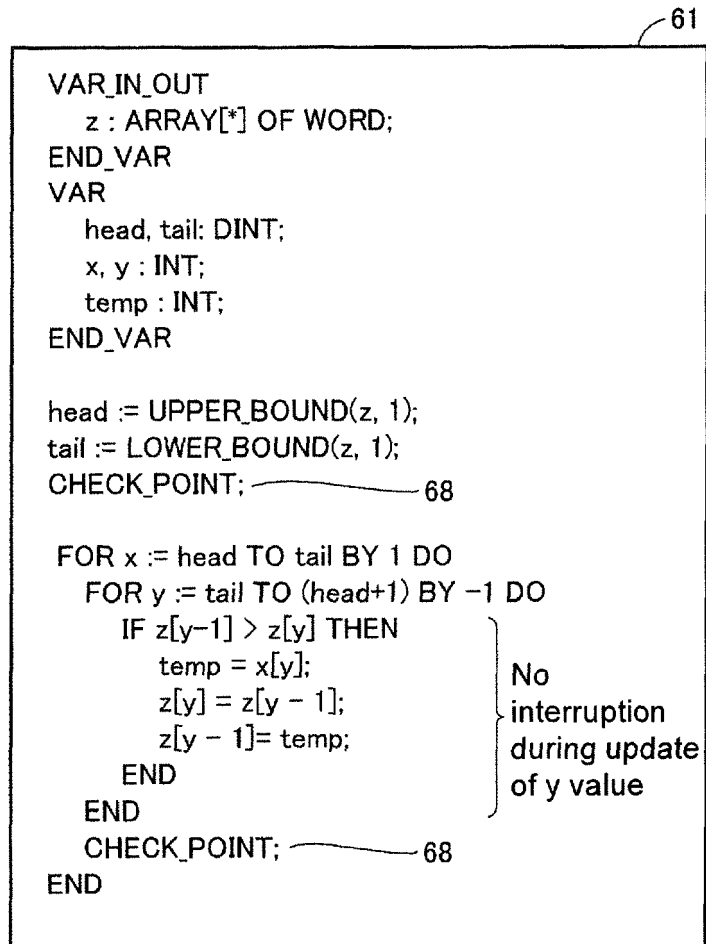 61
VAR_IN_OUT
z : ARRAY[*] OF WORD;
END_VAR
VAR
head, tail: DINT;
x, y : INT;
temp : INT;
END_VAR
head := UPPER_BOUND(z, 1);
tail := LOWER_BOUND(z, 1);
CHECK_POINT; 68
FOR x := head TO tail BY 1 DO
FOR y := tail TO (head+1) BY -1 DO
IF z[y-1] > z[y] THEN
temp = x[y];
z[y] = z[y - 1];
z[y - 1]= temp;
END
END
No
interruption
during update
of y value
CHECK_POINT; 68
END